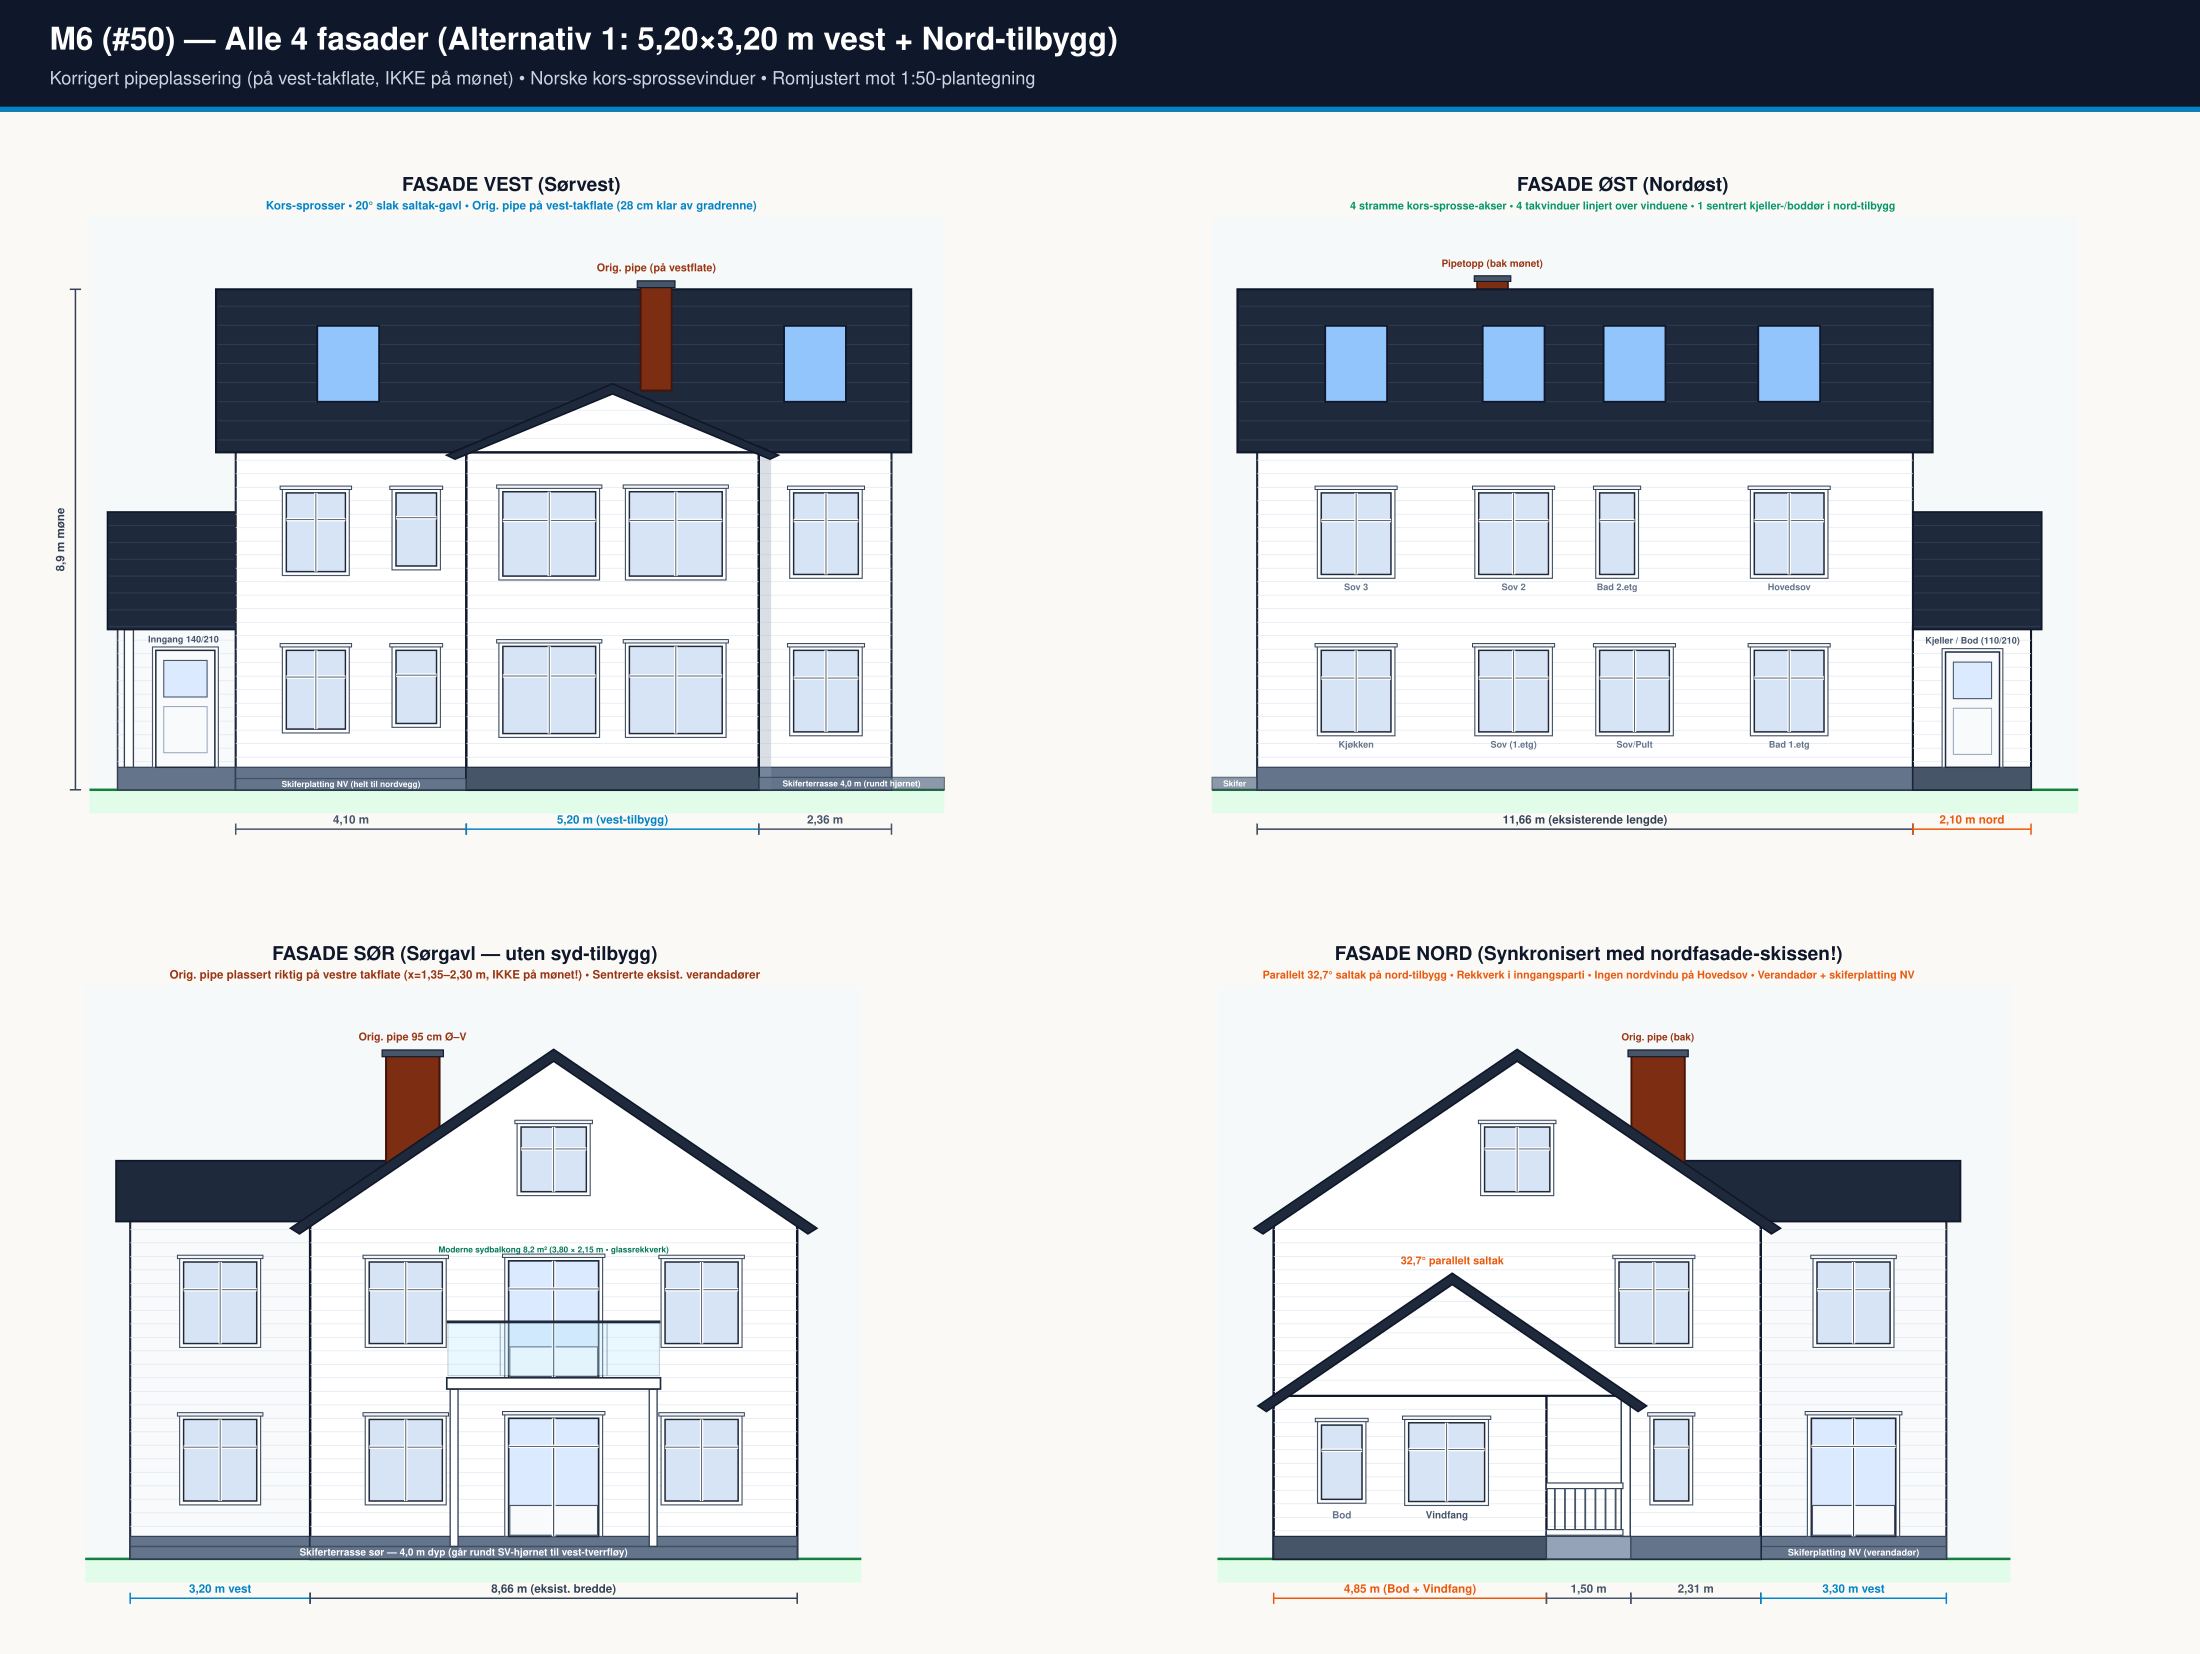 M6 (#50) — Alle 4 fasader (Alternativ 1: 5,20×3,20 m vest + Nord-tilbygg)
Korrigert pipeplassering (på vest-takflate, IKKE på mønet) • Norske kors-sprossevinduer • Romjustert mot 1:50-plantegning
FASADE VEST (Sørvest)
Kors-sprosser • 20° slak saltak-gavl • Orig. pipe på vest-takflate (28 cm klar av gradrenne)
Orig. pipe (på vestflate)
8,9 m møne
Inngang 140/210
Skiferplatting NV (helt til nordvegg)
Skiferterrasse 4,0 m (rundt hjørnet)
4,10 m
5,20 m (vest-tilbygg)
2,36 m
FASADE ØST (Nordøst)
4 stramme kors-sprosse-akser • 4 takvinduer linjert over vinduene • 1 sentrert kjeller-/boddør i nord-tilbygg
Pipetopp (bak mønet)
Sov 3
Sov 2
Bad 2.etg
Hovedsov
Kjeller / Bod (110/210)
Kjøkken
Sov (1.etg)
Sov/Pult
Bad 1.etg
Skifer
11,66 m (eksisterende lengde)
2,10 m nord
FASADE SØR (Sørgavl — uten syd-tilbygg)
Orig. pipe plassert riktig på vestre takflate (x=1,35–2,30 m, IKKE på mønet!) • Sentrerte eksist. verandadører
Orig. pipe 95 cm Ø–V
Moderne sydbalkong 8,2 m² (3,80 × 2,15 m • glassrekkverk)
Skiferterrasse sør — 4,0 m dyp (går rundt SV-hjørnet til vest-tverrfløy)
3,20 m vest
8,66 m (eksist. bredde)
FASADE NORD (Synkronisert med nordfasade-skissen!)
Parallelt 32,7° saltak på nord-tilbygg • Rekkverk i inngangsparti • Ingen nordvindu på Hovedsov • Verandadør + skiferplatting NV
Orig. pipe (bak)
32,7° parallelt saltak
Bod
Vindfang
Skiferplatting NV (verandadør)
4,85 m (Bod + Vindfang)
1,50 m
2,31 m
3,30 m vest